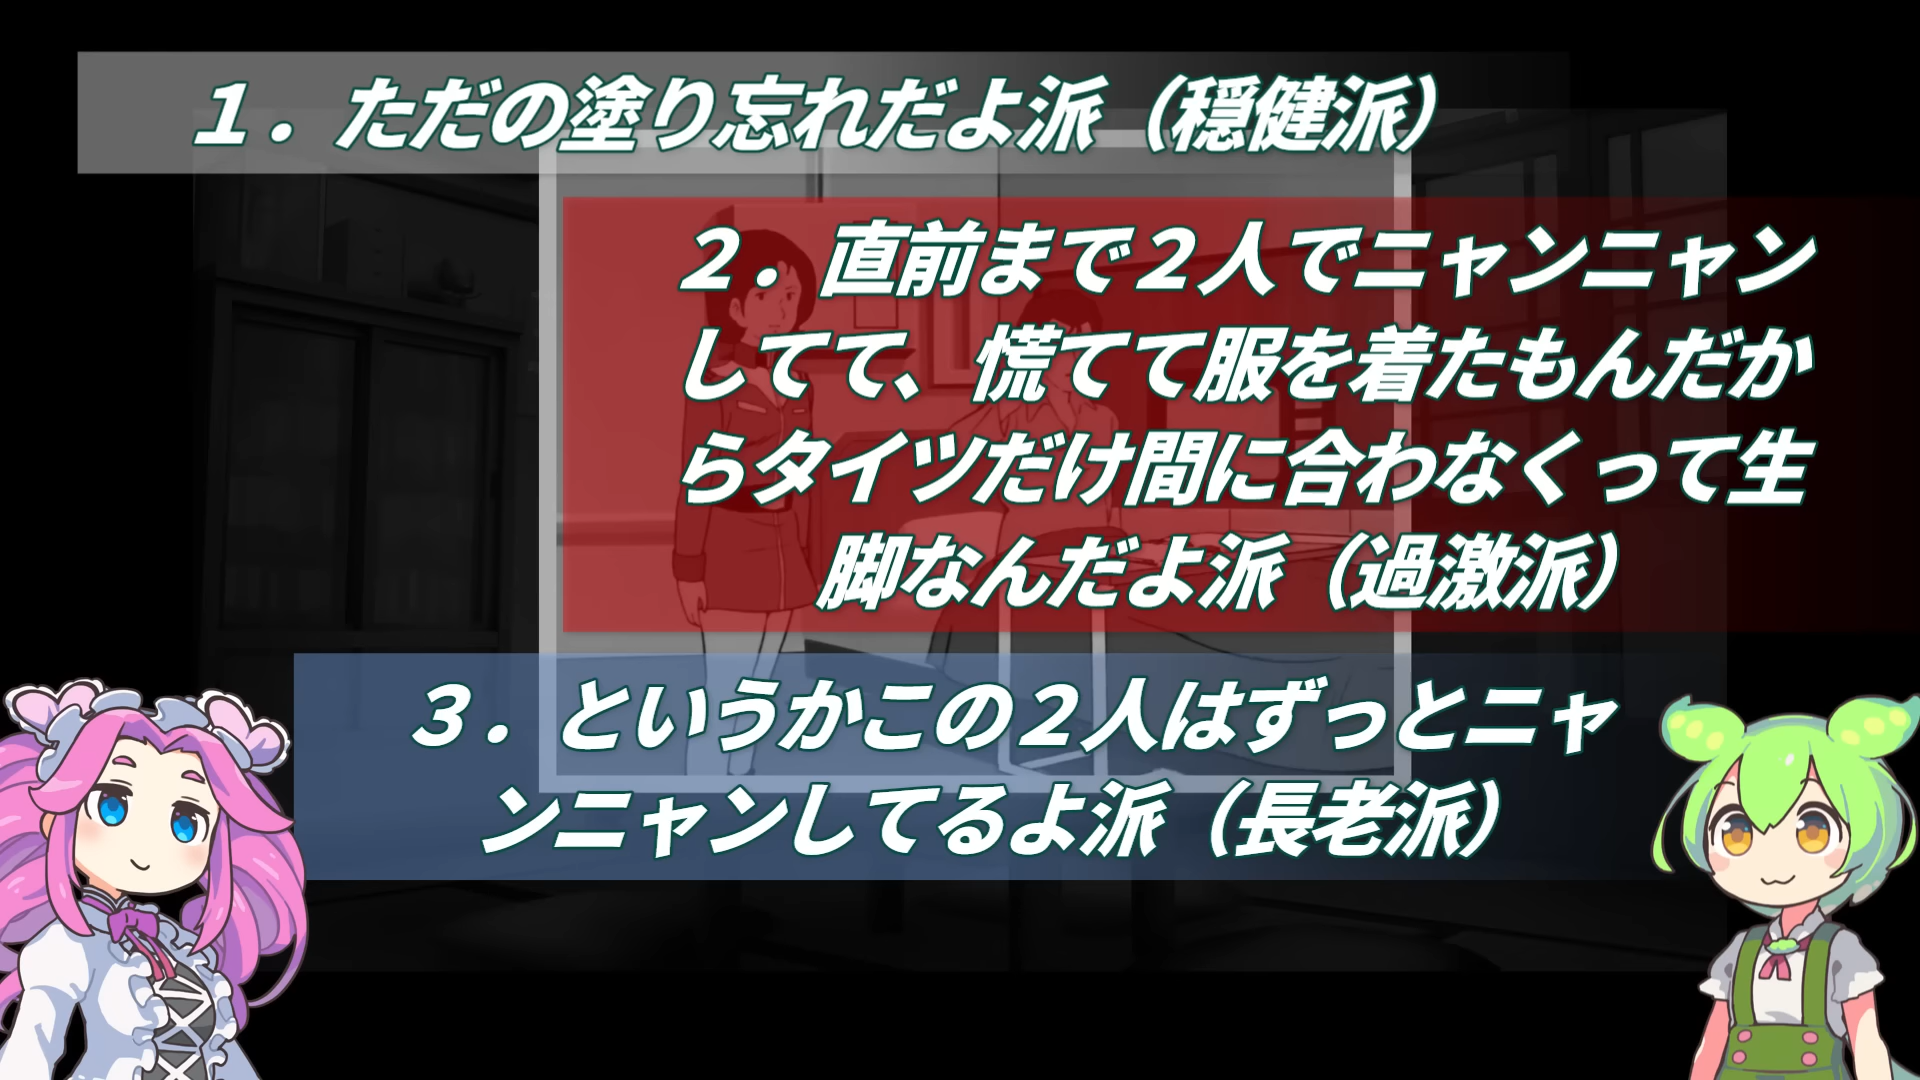 １．ただの塗り忘れだよ派（穏健派）
２．直前まで２人でニャンニャン
してて、慌てて服を着たもんだか
らタイツだけ間に合わなくって生
脚なんだよ派（過激派）
３．というかこの２人はずっとニャ
ンニャンしてるよ派（長老派）